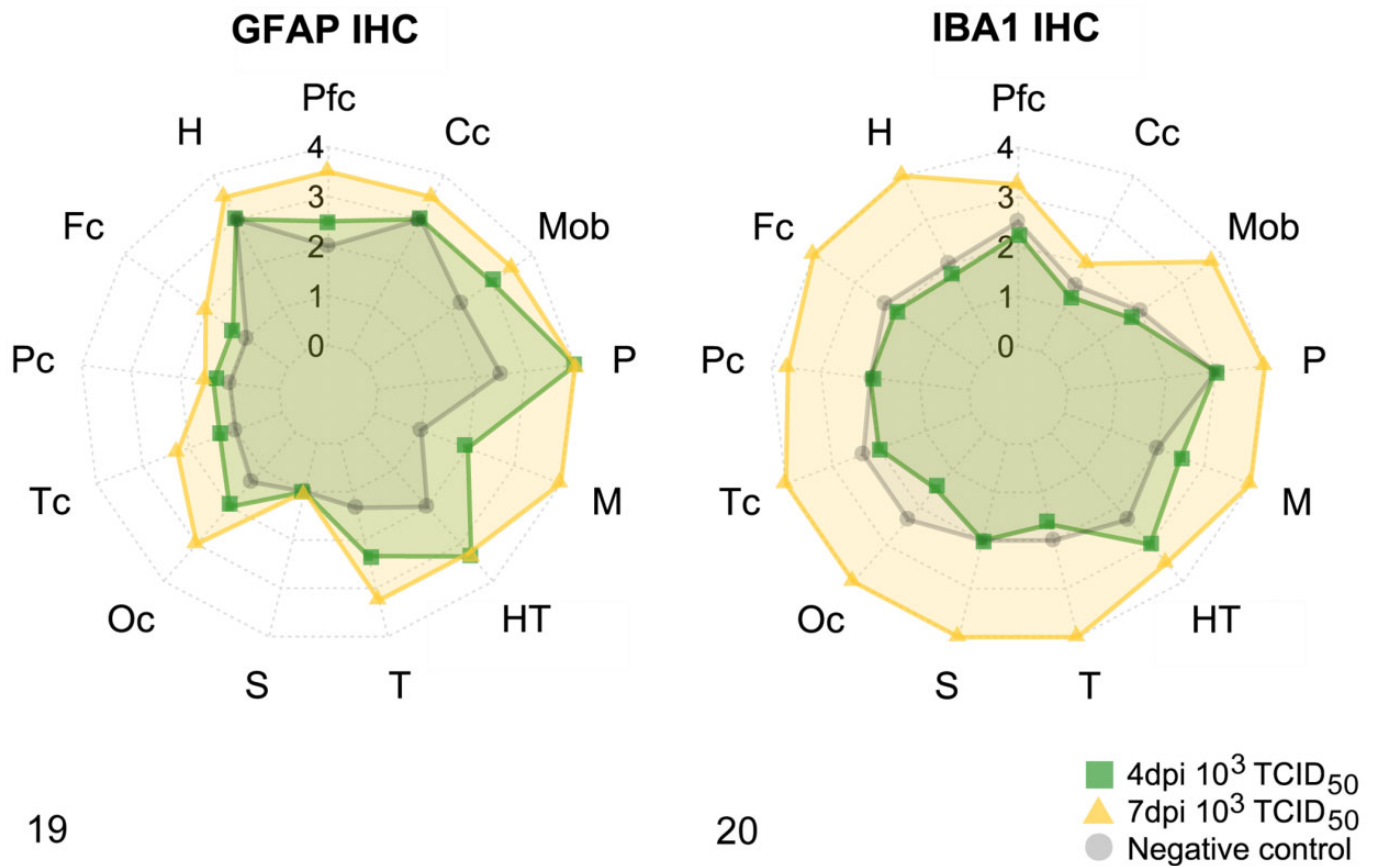 GFAP IHC
Pfc
Cc
Mob
P
M
HT
T
S
Oc
Tc
Pc
Fc
H
4
3
2
1
0
19
IBA1 IHC
Pfc
Cc
Mob
P
M
HT
T
S
Oc
Tc
Pc
Fc
H
4
3
2
1
0
20
4dpi 10³ TCID₅₀
7dpi 10³ TCID₅₀
Negative control